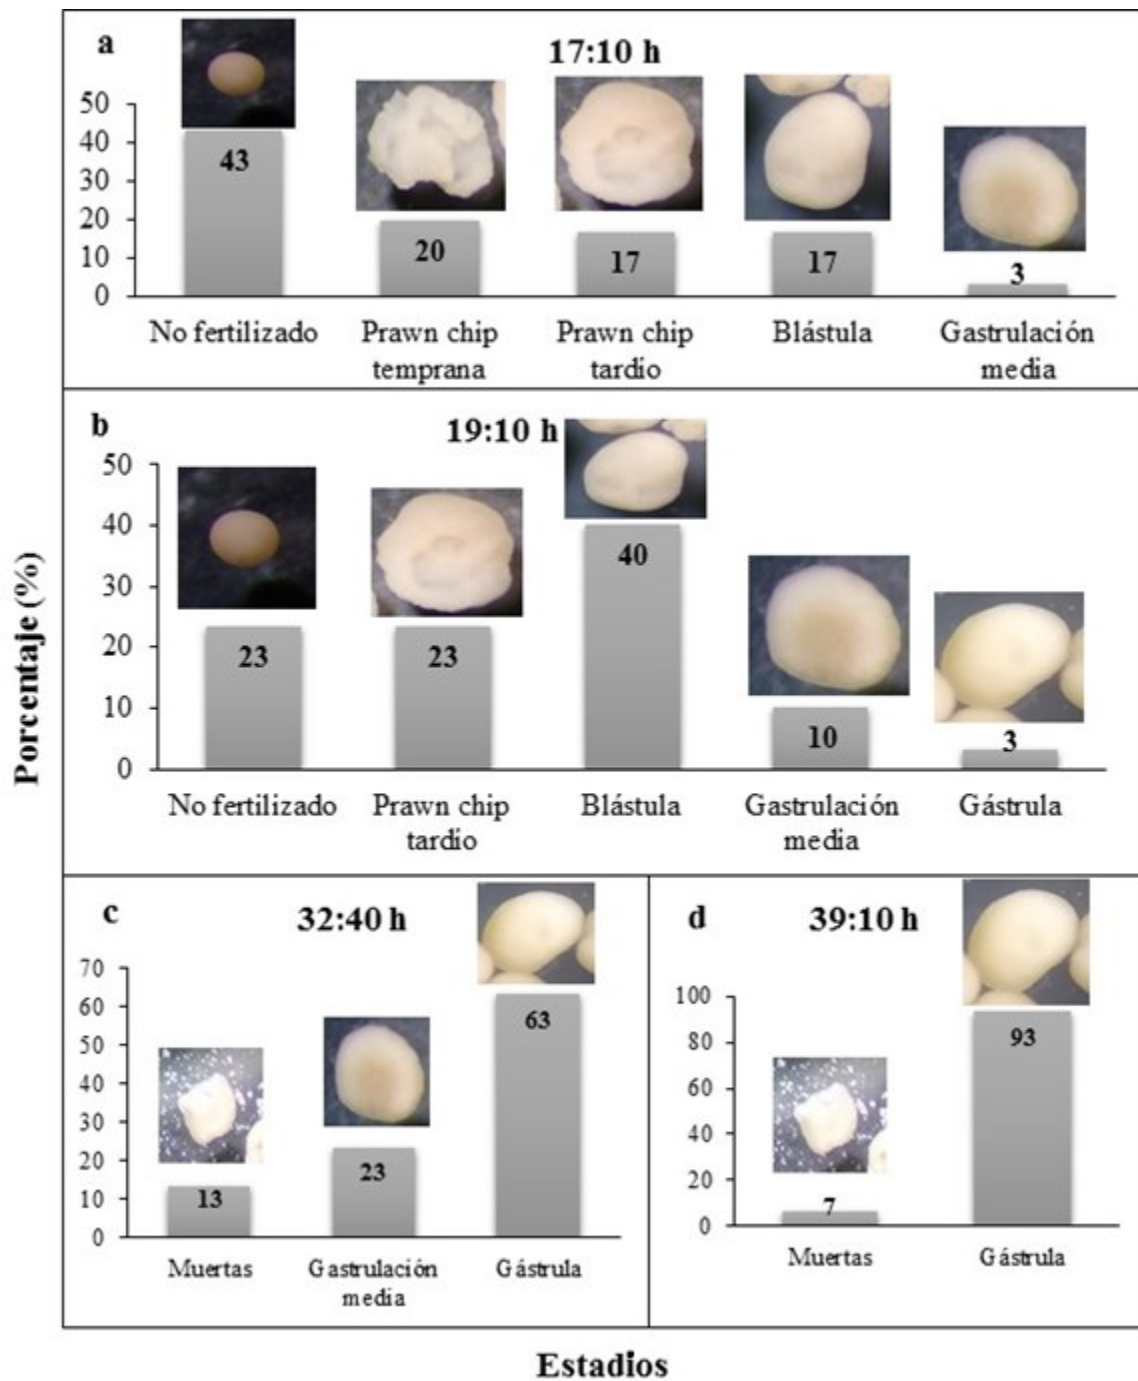 a
17:10 h
50
40
30
20
10
0
43
20
17
17
3
No fertilizado
Prawn chip
temprana
Prawn chip
tardío
Blástula
Gastrulación
media
b
19:10 h
50
40
30
20
10
0
23
23
40
10
3
No fertilizado
Prawn chip
tardío
Blástula
Gastrulación
media
Gástrula
Porcentaje (%)
c
32:40 h
70
60
50
40
30
20
10
0
13
23
63
Muertas
Gastrulación
media
Gástrula
d
39:10 h
100
80
60
40
20
0
7
93
Muertas
Gástrula
Estadios